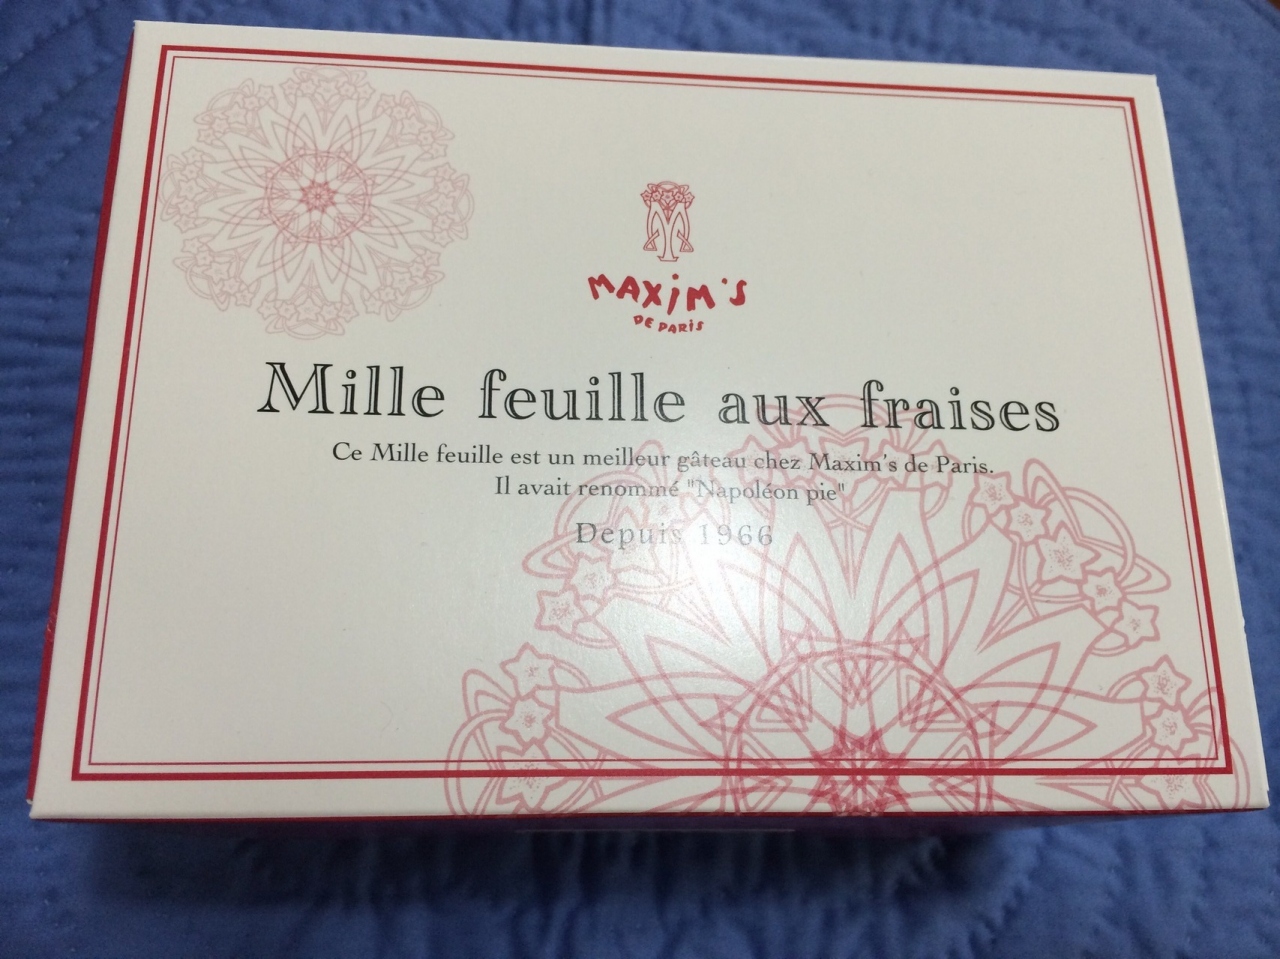 MAXiM'S
DE PARiS
Mille feuille aux fraises
Ce Mille feuille est un meilleur gâteau chez Maxim's de Paris.
Il avait renommé "Napoléon pie"
Depuis 1966